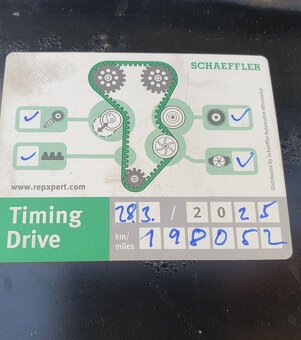 SCHAEFFLER
www.repxpert.com
Distributed by Schaeffler Automotive Aftermarket
Timing Drive
28.3. / 2025
km/miles 198052